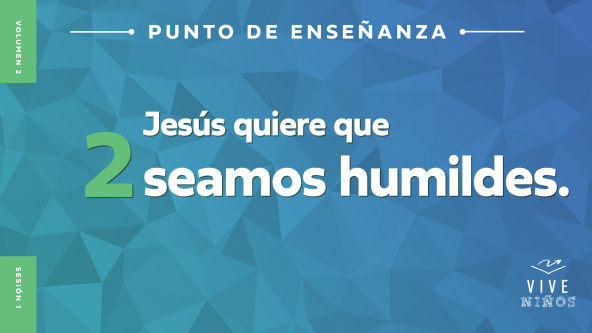 VOLUMEN 2
PUNTO DE ENSEÑANZA
2
Jesús quiere que
seamos humildes.
SESIÓN 1
VIVE
NIÑOS